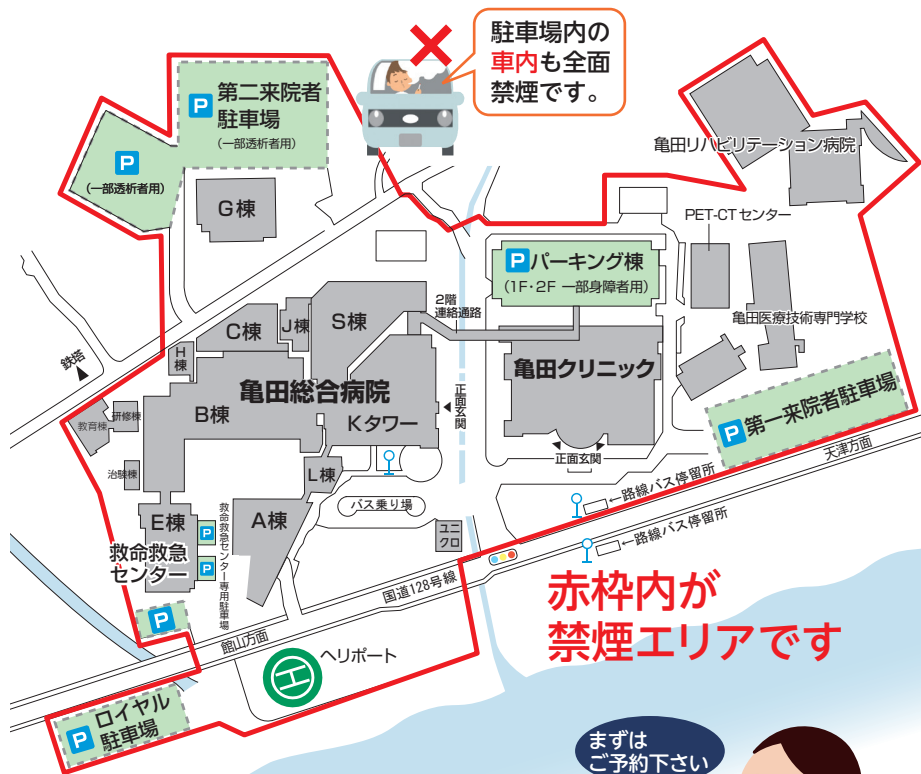 駐車場内の
車内も全面
禁煙です。
P 第二来院者
駐車場
(一部透析者用)
P
(一部透析者用)
G棟
亀田リハビリテーション病院
PET-CTセンター
P パーキング棟
(1F・2F 一部身障者用)
2階
連絡通路
C棟
J棟
S棟
亀田医療技術専門学校
鉄塔
H棟
亀田総合病院
亀田クリニック
B棟
Kタワー
正面玄関
正面玄関
教育棟
研修棟
治験棟
L棟
P 第一来院者駐車場
天津方面
バス乗り場
←路線バス停留所
←路線バス停留所
E棟
救命救急
センター
P
P
救命救急センター専用駐車場
A棟
ユニ
クロ
P
国道128号線
館山方面
赤枠内が
禁煙エリアです
ヘリポート
H
P ロイヤル
駐車場
まずは
ご予約下さい